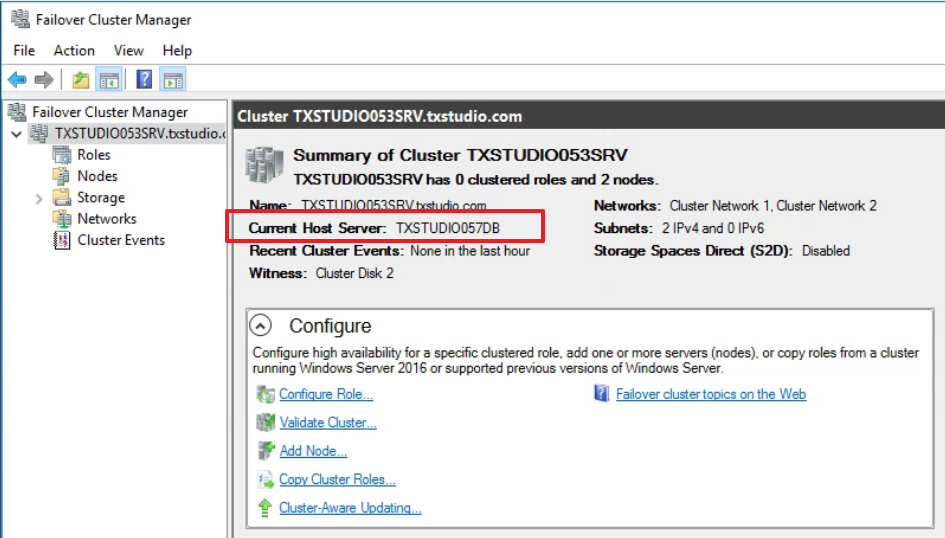 Failover Cluster Manager
File Action View Help
Failover Cluster Manager
TXSTUDIO053SRV.txstudio.c
Roles
Nodes
Storage
Networks
Cluster Events
Cluster TXSTUDIO053SRV.txstudio.com
Summary of Cluster TXSTUDIO053SRV
TXSTUDIO053SRV has 0 clustered roles and 2 nodes.
Name: TXSTUDIO053SRV.txstudio.com
Current Host Server: TXSTUDIO057DB
Recent Cluster Events: None in the last hour
Witness: Cluster Disk 2
Networks: Cluster Network 1, Cluster Network 2
Subnets: 2 IPv4 and 0 IPv6
Storage Spaces Direct (S2D): Disabled
Configure
Configure high availability for a specific clustered role, add one or more servers (nodes), or copy roles from a cluster
running Windows Server 2016 or supported previous versions of Windows Server.
Configure Role...
Validate Cluster...
Add Node...
Copy Cluster Roles...
Cluster-Aware Updating...
Failover cluster topics on the Web